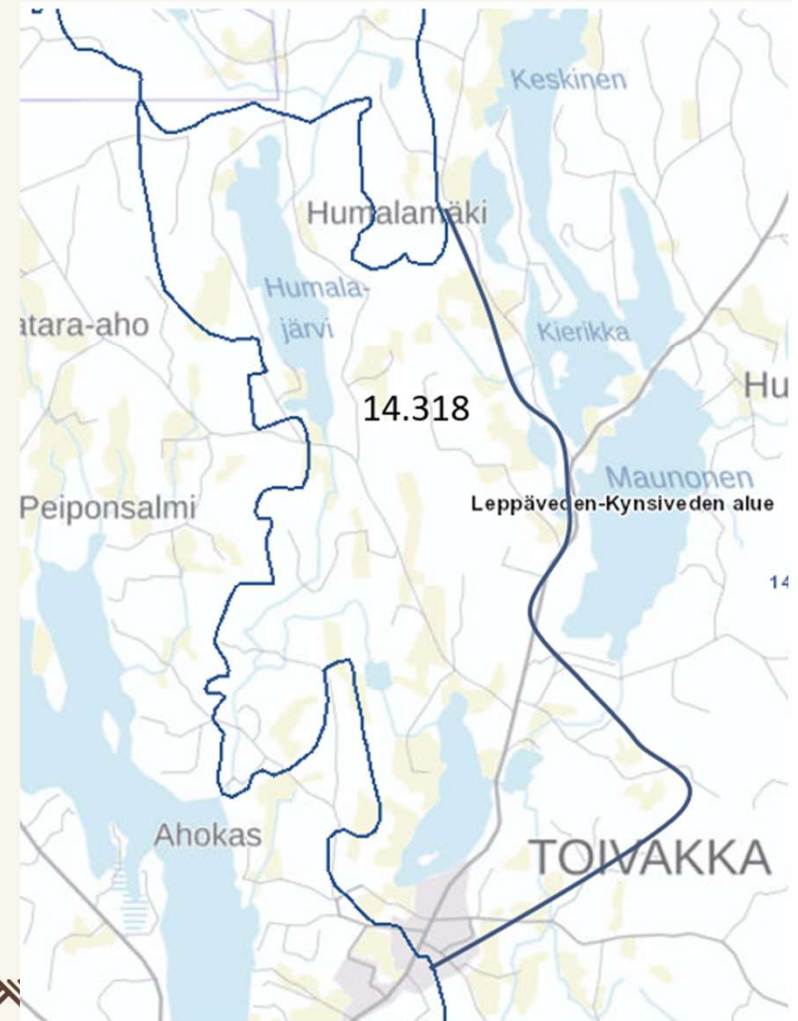 Keskinen
Humalamäki
Humala-
järvi
Kierikka
atara-aho
Hu
14.318
Maunonen
Peiponsalmi
Leppäveden-Kynsiveden alue
14
Ahokas
TOIVAKKA